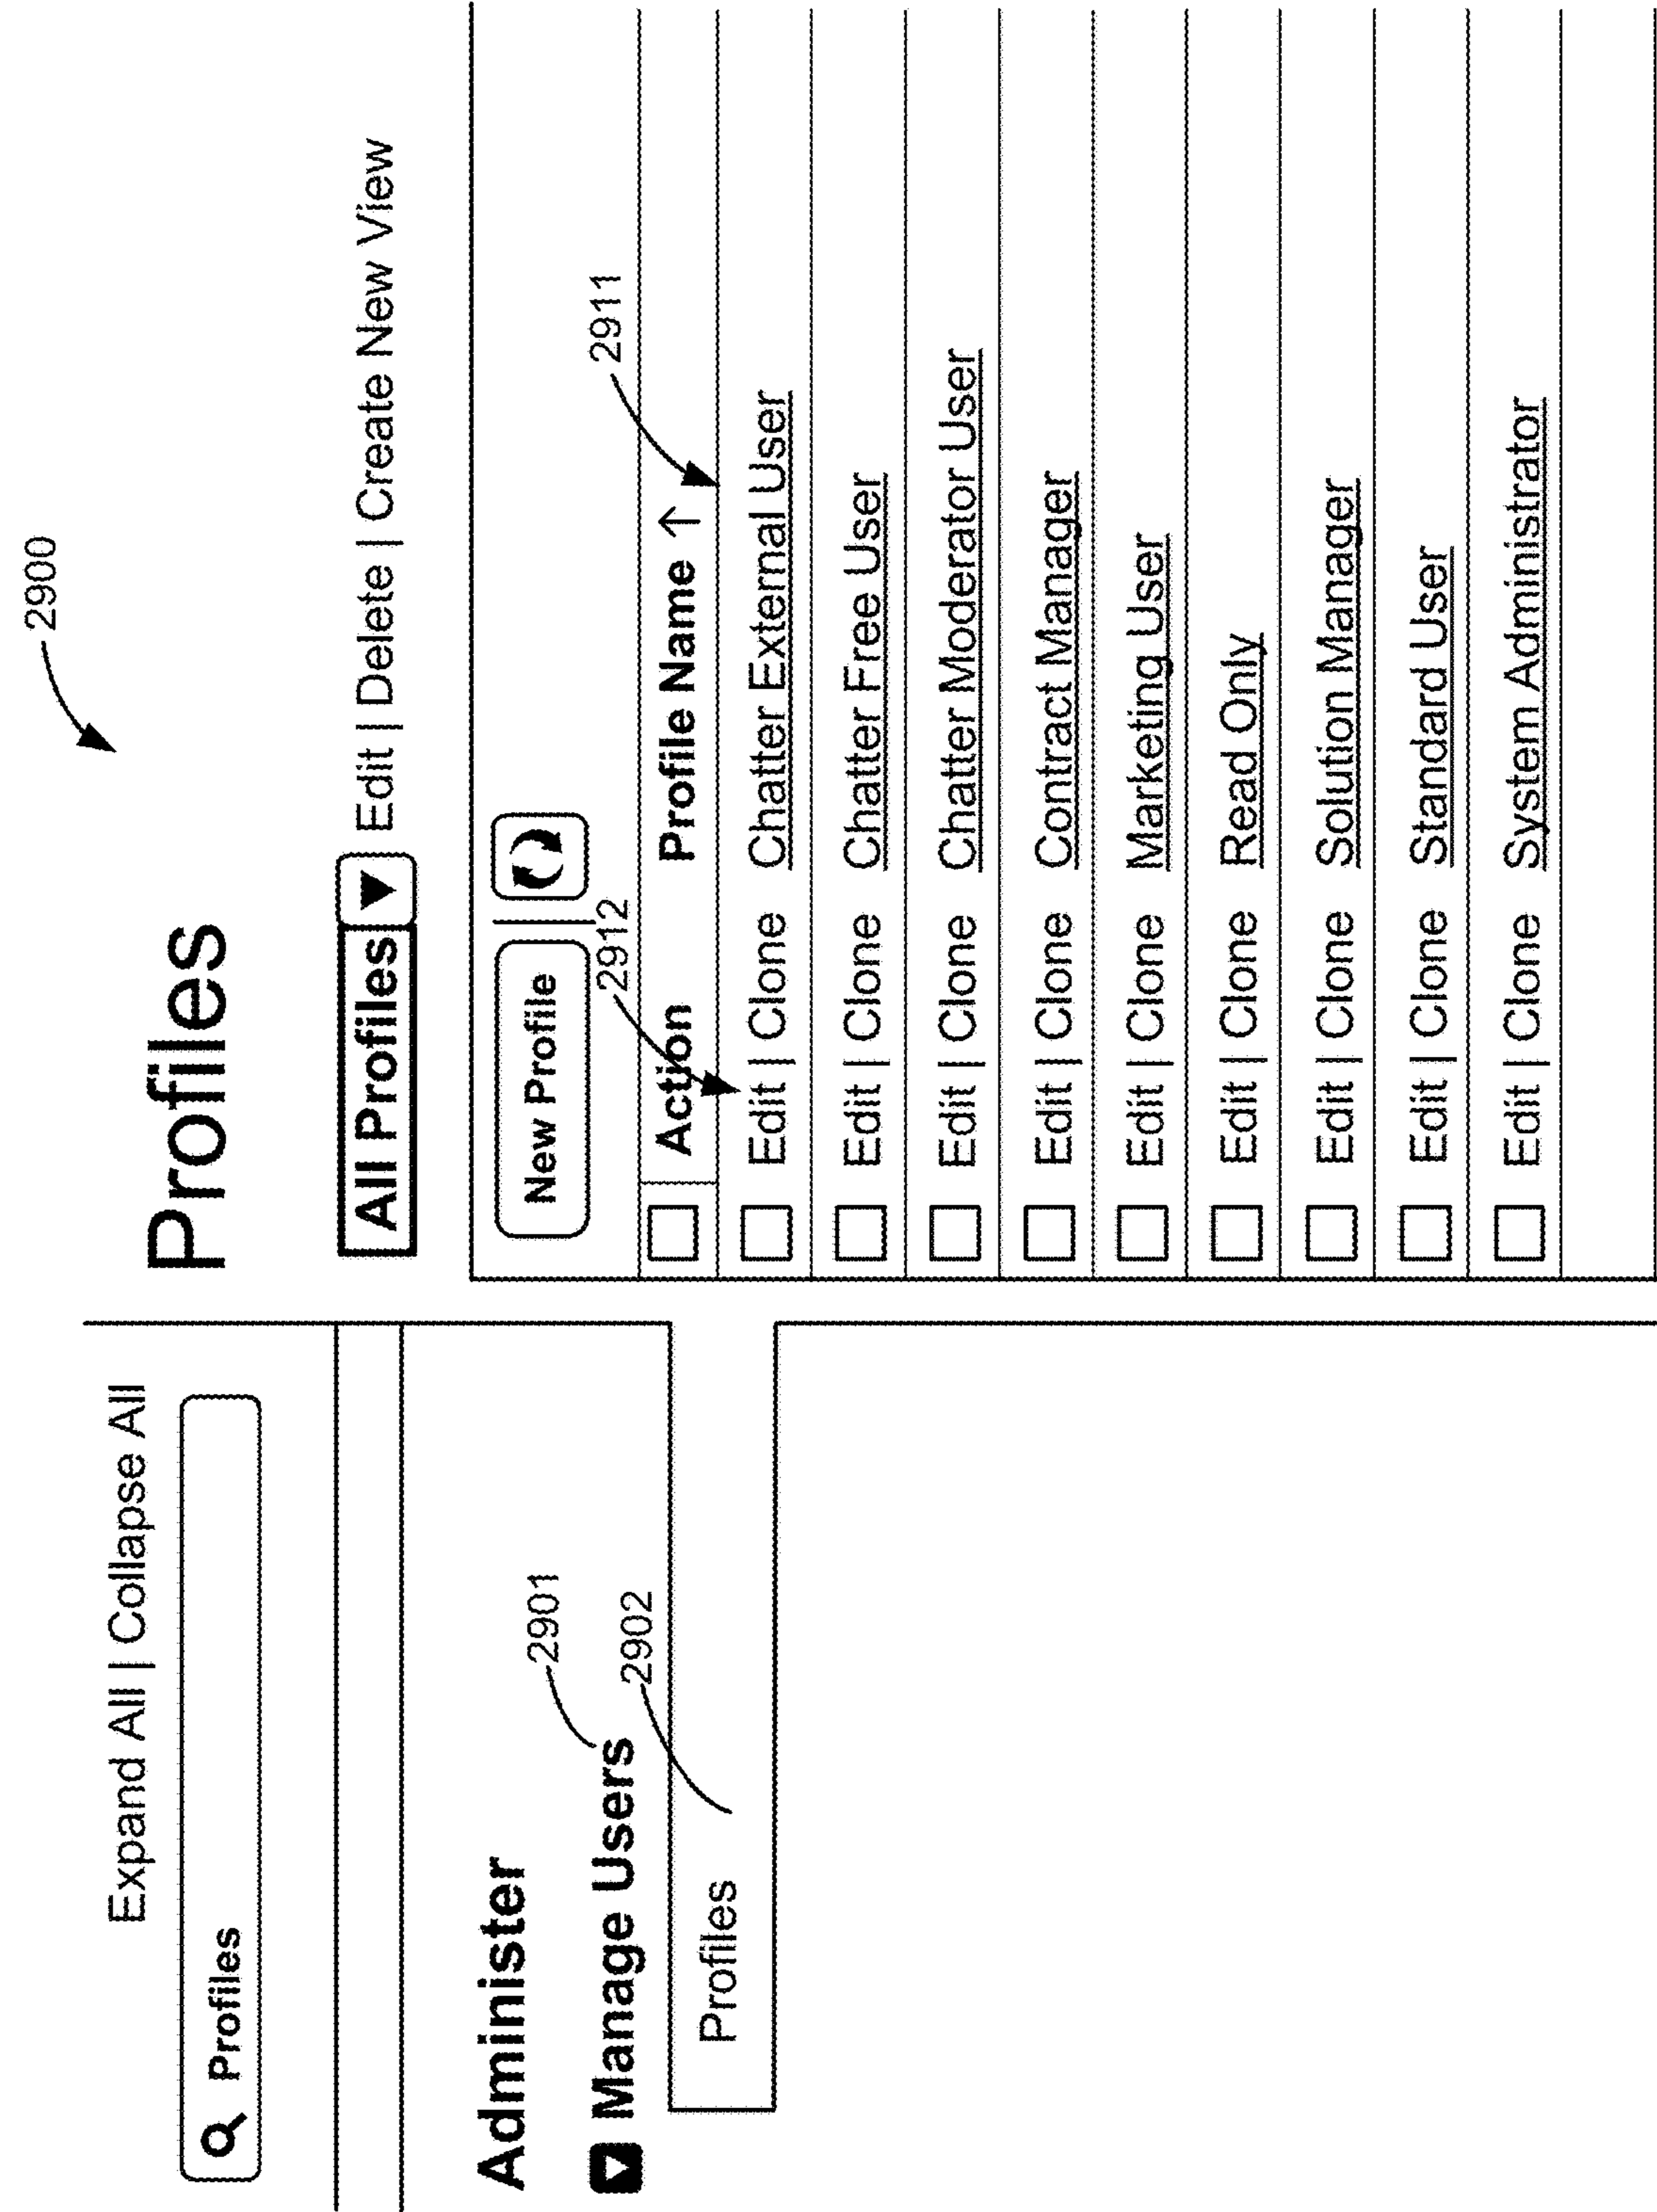 2900
Expand All | Collapse All
Profiles
Administer
2901
Manage Users
2902
Profiles
Profiles
All Profiles ▼ Edit | Delete | Create New View
New Profile
2912
2911
Action Profile Name ↑
Edit | Clone Chatter External User
Edit | Clone Chatter Free User
Edit | Clone Chatter Moderator User
Edit | Clone Contract Manager
Edit | Clone Marketing User
Edit | Clone Read Only
Edit | Clone Solution Manager
Edit | Clone Standard User
Edit | Clone System Administrator